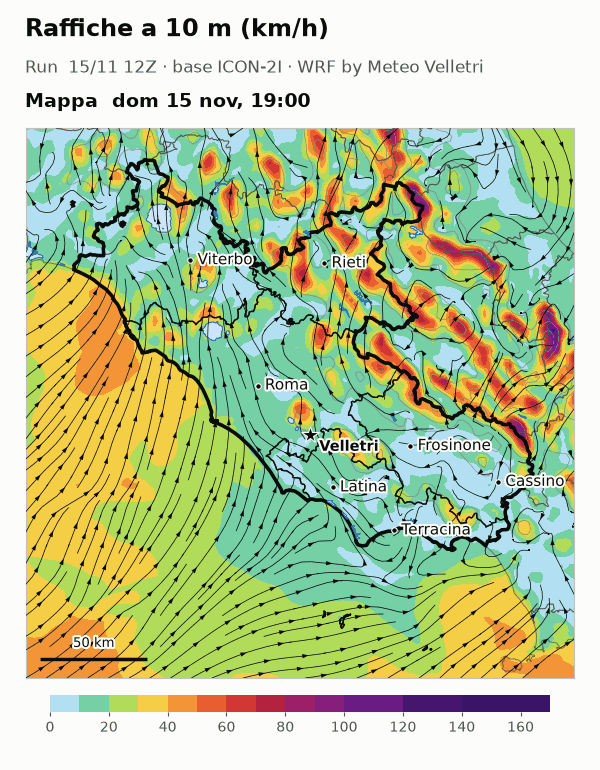 Raffiche a 10 m (km/h)
Run  15/11 12Z · base ICON-2I · WRF by Meteo Velletri
Mappa  dom 15 nov, 19:00
Viterbo
Rieti
Roma
Velletri
Frosinone
Latina
Cassino
Terracina
50 km
0 20 40 60 80 100 120 140 160